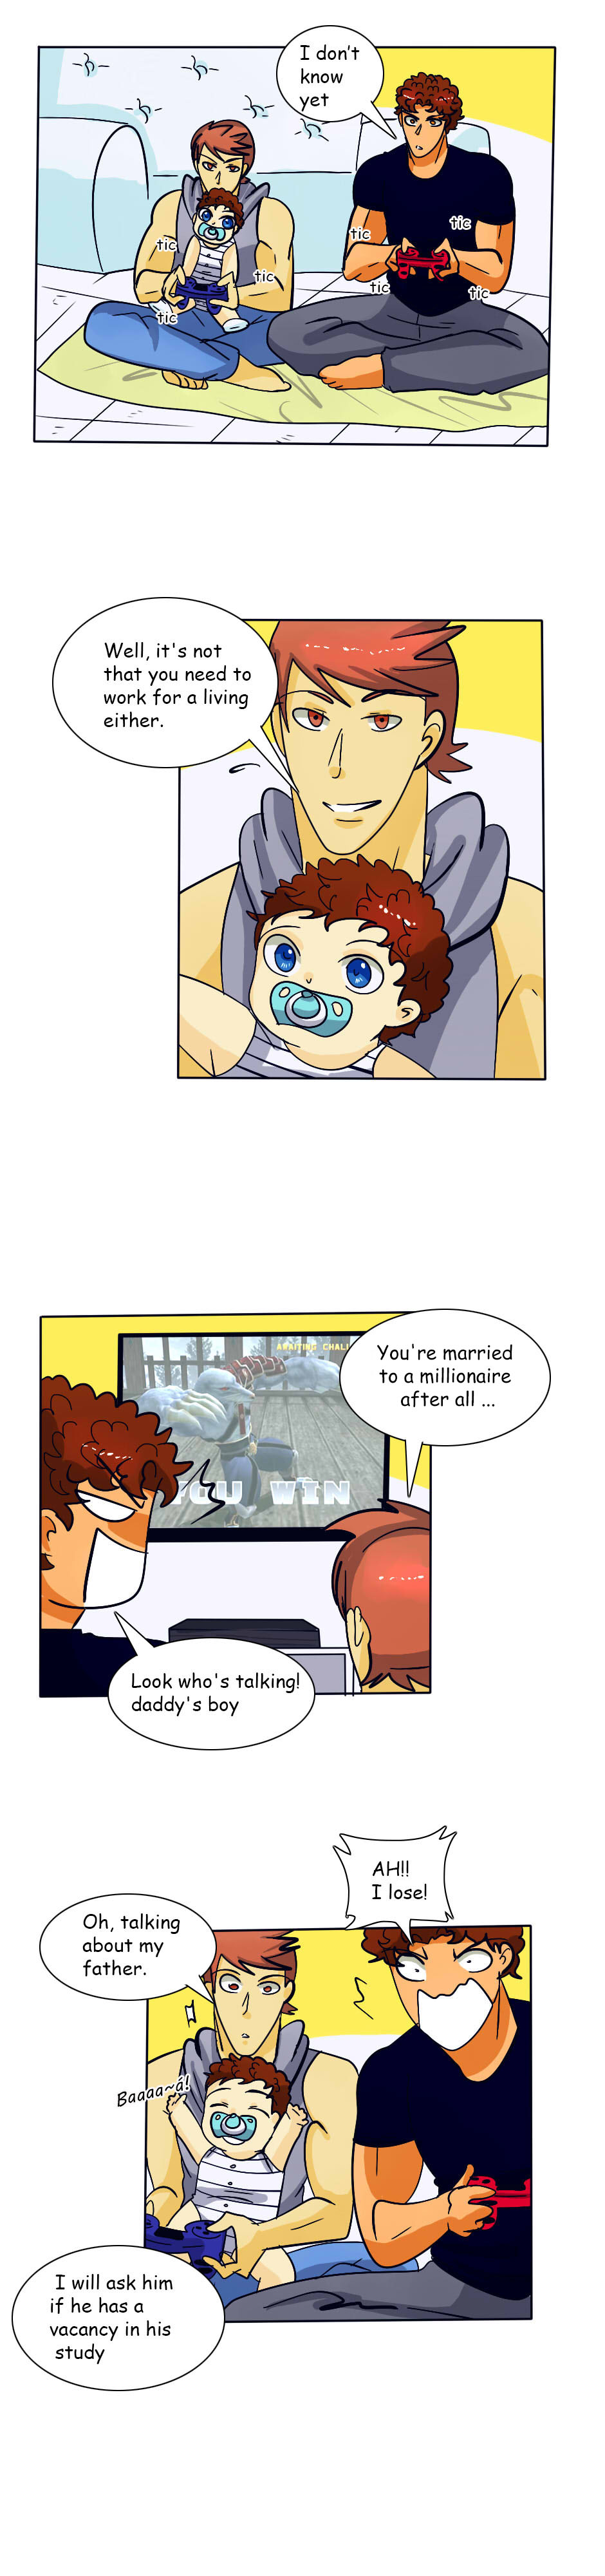 I don't
know
yet
tic
tic
tic
tic
tic
tic
tic
Well, it's not
that you need to
work for a living
either.
AWAITING CHALL
You're married
to a millionaire
after all ...
YOU WIN
Look who's talking!
daddy's boy
AH!!
I lose!
Oh, talking
about my
father.
Baaaa~á!
I will ask him
if he has a
vacancy in his
study